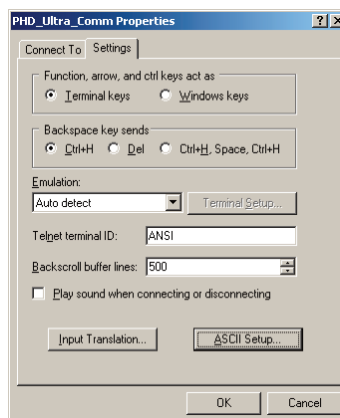 PHD_Ultra_Comm Properties
Connect To Settings
Function, arrow, and ctrl keys act as
Terminal keys Windows keys
Backspace key sends
Ctrl+H Del Ctrl+H, Space, Ctrl+H
Emulation:
Auto detect Terminal Setup...
Telnet terminal ID: ANSI
Backscroll buffer lines: 500
Play sound when connecting or disconnecting
Input Translation... ASCII Setup...
OK Cancel